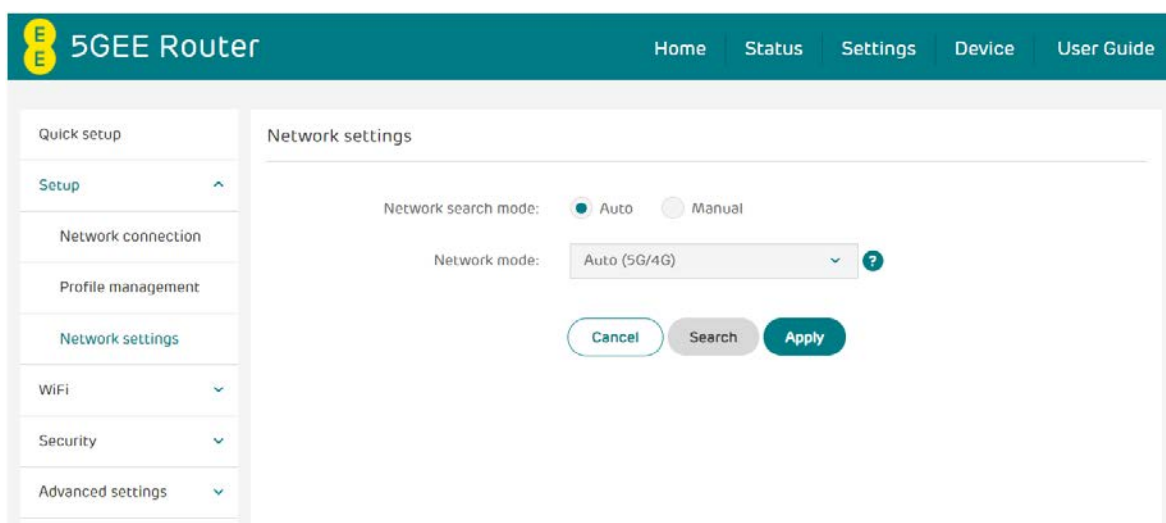 EE
5GEE Router
Home Status Settings Device User Guide
Quick setup
Setup
Network connection
Profile management
Network settings
WiFi
Security
Advanced settings
Network settings
Network search mode: Auto Manual
Network mode: Auto (5G/4G) ?
Cancel Search Apply